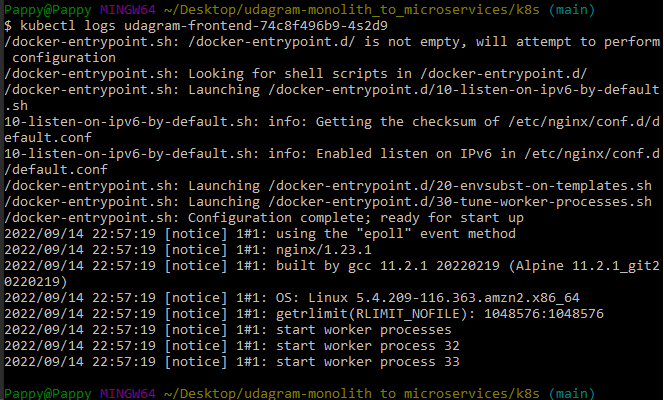 Pappy@Pappy MINGW64 ~/Desktop/udagram-monolith_to_microservices/k8s (main)
$ kubectl logs udagram-frontend-74c8f496b9-4s2d9
/docker-entrypoint.sh: /docker-entrypoint.d/ is not empty, will attempt to perform
 configuration
/docker-entrypoint.sh: Looking for shell scripts in /docker-entrypoint.d/
/docker-entrypoint.sh: Launching /docker-entrypoint.d/10-listen-on-ipv6-by-default
.sh
10-listen-on-ipv6-by-default.sh: info: Getting the checksum of /etc/nginx/conf.d/d
efault.conf
10-listen-on-ipv6-by-default.sh: info: Enabled listen on IPv6 in /etc/nginx/conf.d
/default.conf
/docker-entrypoint.sh: Launching /docker-entrypoint.d/20-envsubst-on-templates.sh
/docker-entrypoint.sh: Launching /docker-entrypoint.d/30-tune-worker-processes.sh
/docker-entrypoint.sh: Configuration complete; ready for start up
2022/09/14 22:57:19 [notice] 1#1: using the "epoll" event method
2022/09/14 22:57:19 [notice] 1#1: nginx/1.23.1
2022/09/14 22:57:19 [notice] 1#1: built by gcc 11.2.1 20220219 (Alpine 11.2.1_git2
0220219)
2022/09/14 22:57:19 [notice] 1#1: OS: Linux 5.4.209-116.363.amzn2.x86_64
2022/09/14 22:57:19 [notice] 1#1: getrlimit(RLIMIT_NOFILE): 1048576:1048576
2022/09/14 22:57:19 [notice] 1#1: start worker processes
2022/09/14 22:57:19 [notice] 1#1: start worker process 32
2022/09/14 22:57:19 [notice] 1#1: start worker process 33
Pappy@Pappy MINGW64 ~/Desktop/udagram-monolith_to_microservices/k8s (main)